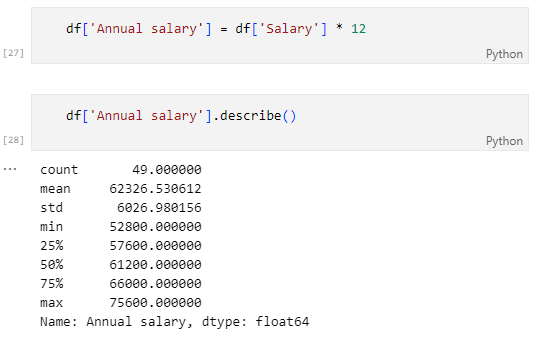 df['Annual salary'] = df['Salary'] * 12
[27]
Python
df['Annual salary'].describe()
[28]
Python
...
count       49.000000
mean     62326.530612
std       6026.980156
min      52800.000000
25%      57600.000000
50%      61200.000000
75%      66000.000000
max      75600.000000
Name: Annual salary, dtype: float64